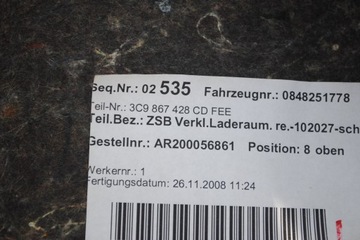 Seq.Nr.: 02 535 Fahrzeugnr.: 0848251778
Teil-Nr.: 3C9 867 428 CD FEE
Teil.Bez.: ZSB Verkl.Laderaum. re.-102027-sch
Gestellnr.: AR200056861 Position: 8 oben
Werkernr.: 1
Fertigungsdatum: 26.11.2008 11:24